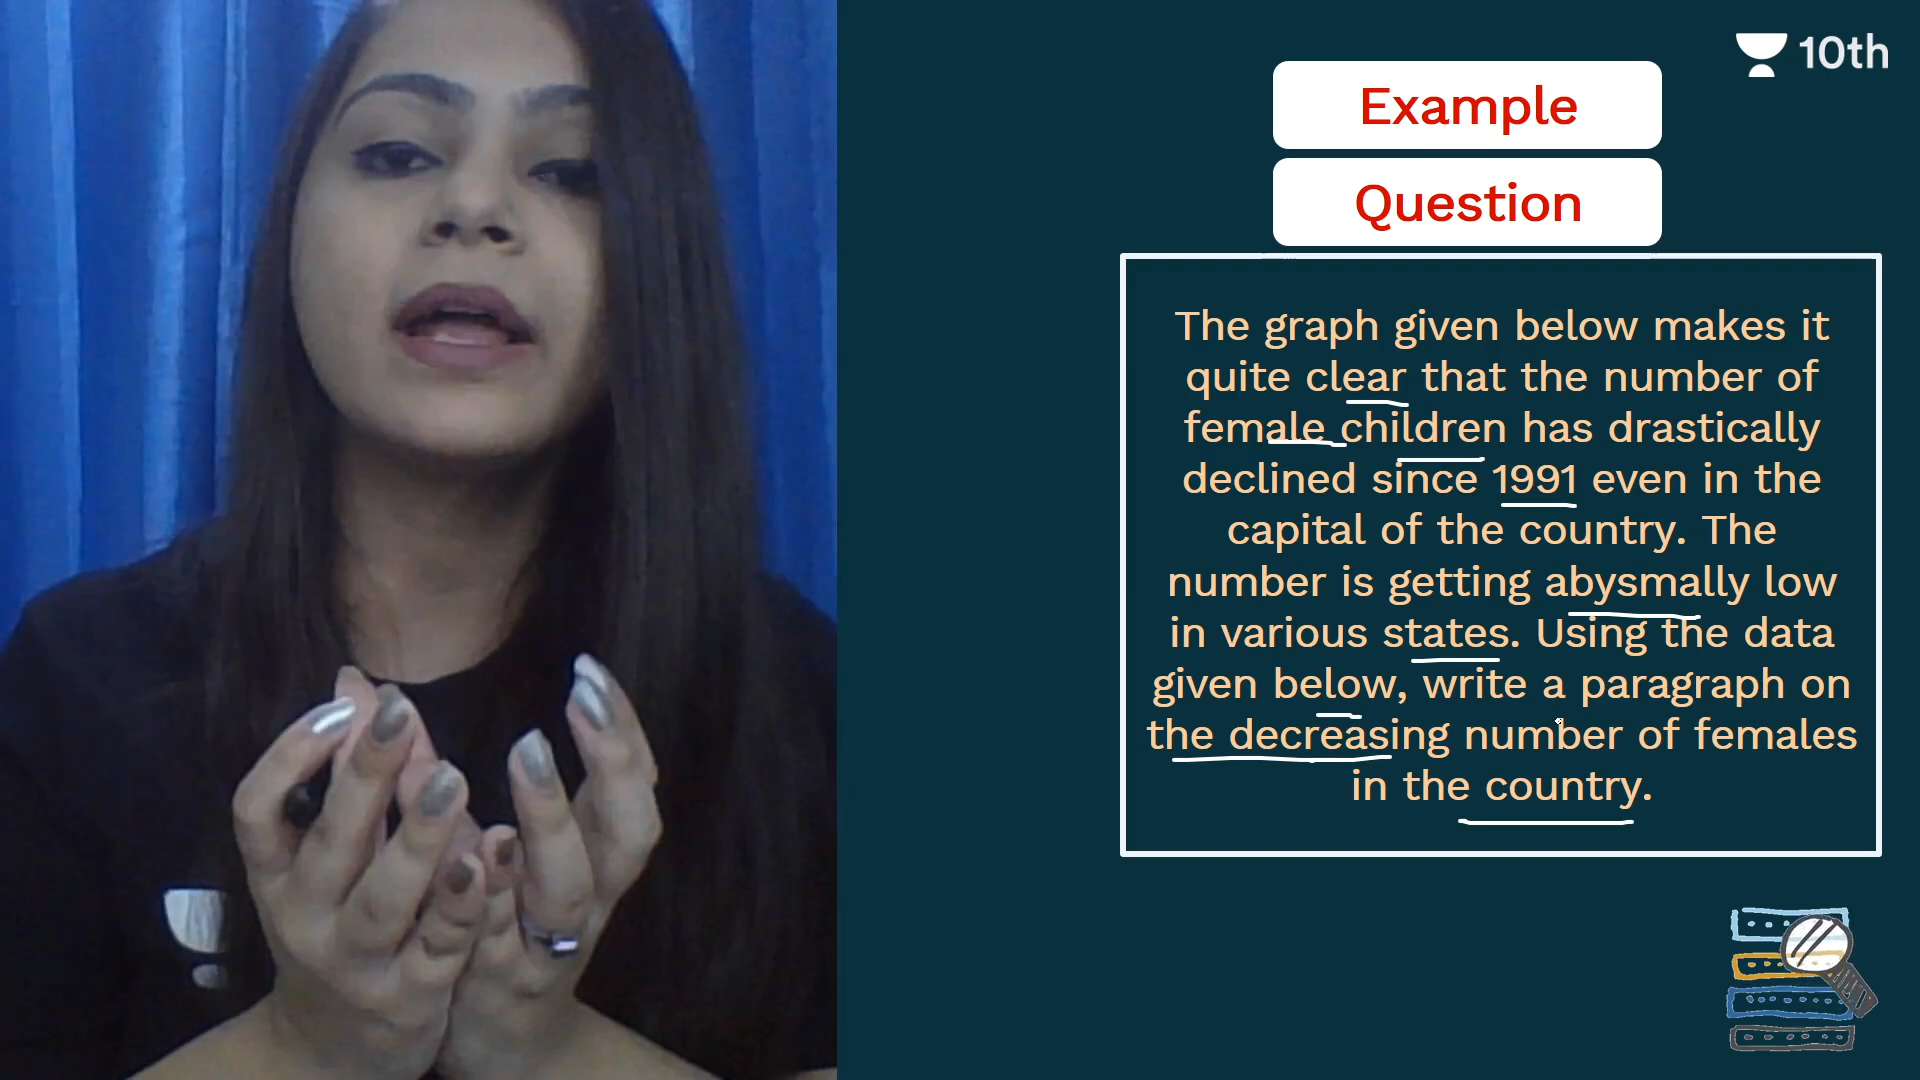 10th
Example
Question
The graph given below makes it
quite clear that the number of
female children has drastically
declined since 1991 even in the
capital of the country. The
number is getting abysmally low
in various states. Using the data
given below, write a paragraph on
the decreasing number of females
in the country.